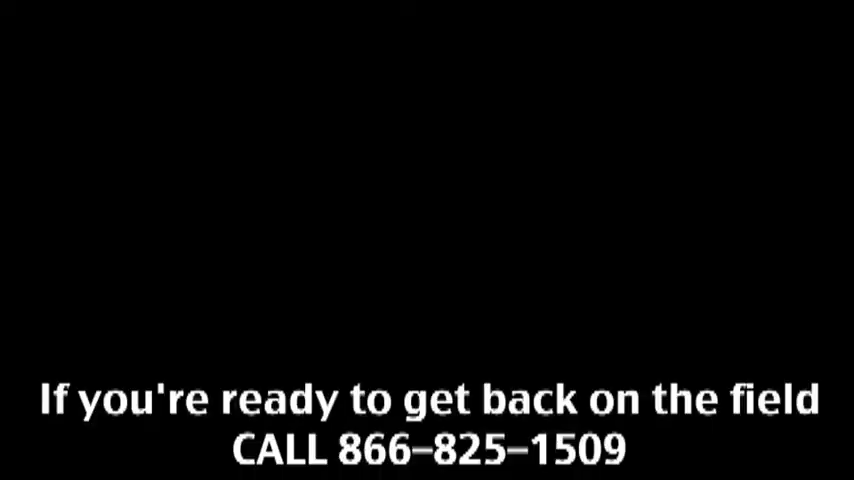 If you're ready to get back on the field
CALL 866–825–1509